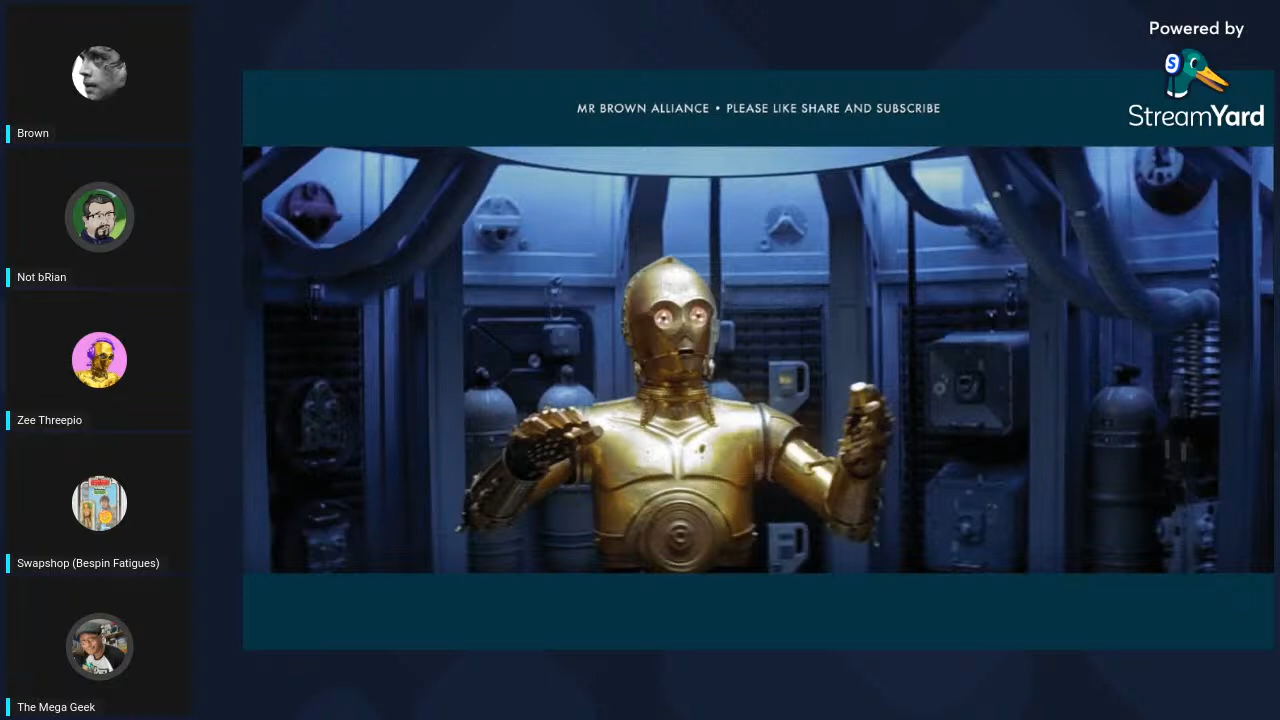 Powered by
StreamYard
MR BROWN ALLIANCE • PLEASE LIKE SHARE AND SUBSCRIBE
Brown
Not bRian
Zee Threepio
Swapshop (Bespin Fatigues)
The Mega Geek